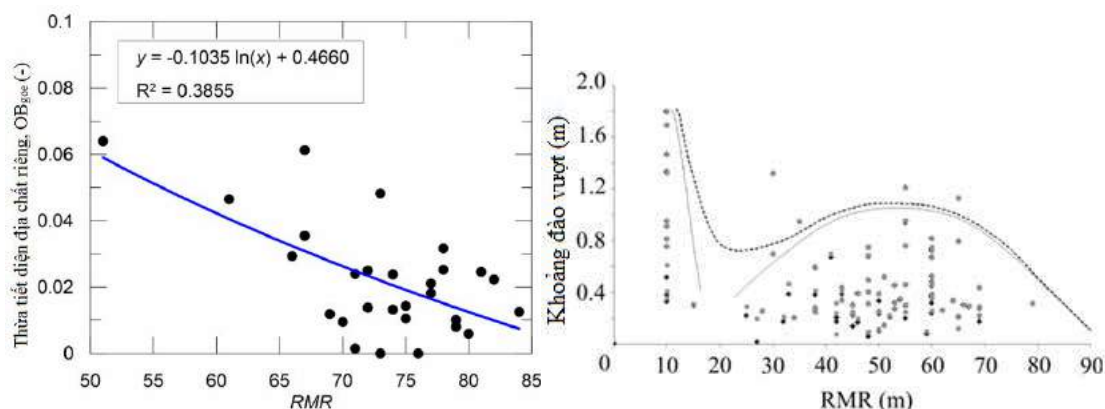 Thừa tiết diện địa chất riêng, OBgoe (-)
0.1
0.08
0.06
0.04
0.02
0
y = -0.1035 ln(x) + 0.4660
R² = 0.3855
50 55 60 65 70 75 80 85
RMR
Khoảng đào vượt (m)
2.0
1.6
1.2
0.8
0.4
0 10 20 30 40 50 60 70 80 90
RMR (m)